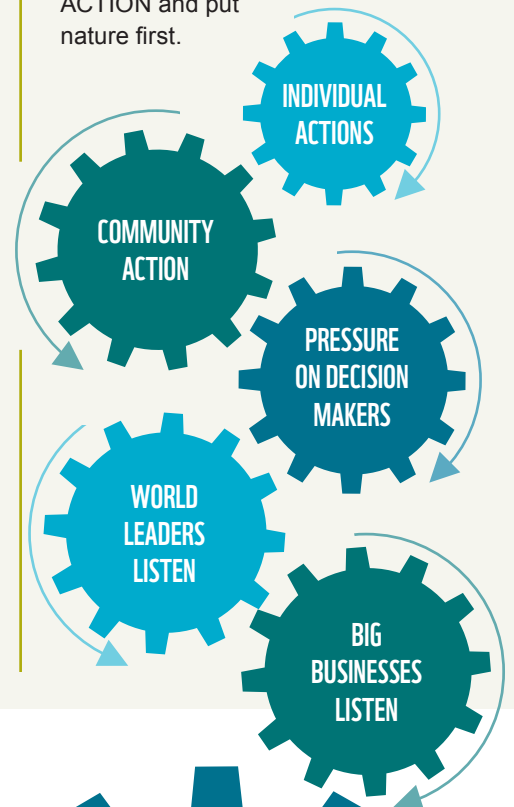 ACTION and put
nature first.
INDIVIDUAL
ACTIONS
COMMUNITY
ACTION
PRESSURE
ON DECISION
MAKERS
WORLD
LEADERS
LISTEN
BIG
BUSINESSES
LISTEN